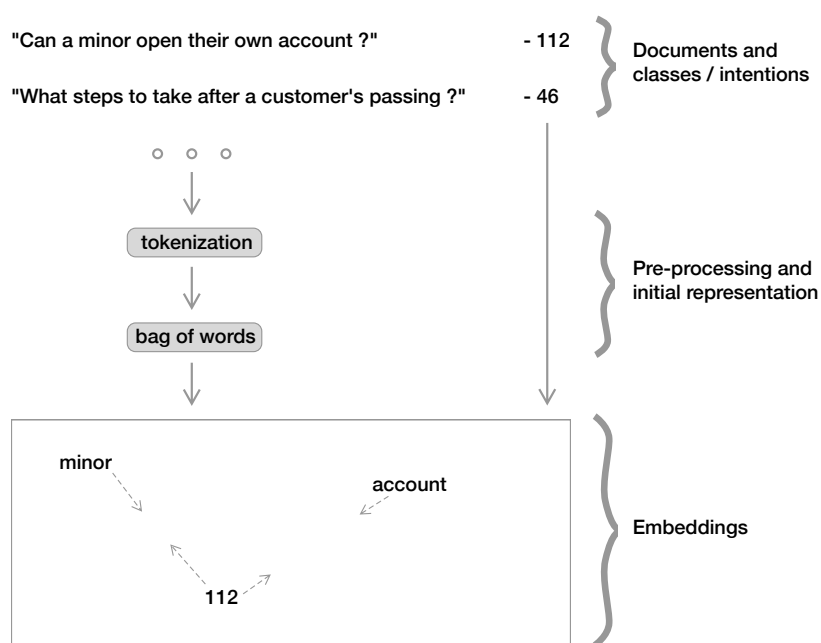 "Can a minor open their own account ?" - 112
"What steps to take after a customer's passing ?" - 46
Documents and
classes / intentions
tokenization
bag of words
Pre-processing and
initial representation
minor
account
112
Embeddings